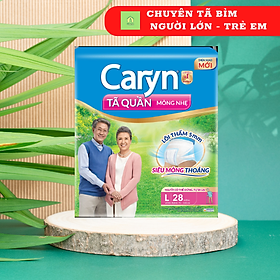 CHUYÊN TÃ BỈM
NGƯỜI LỚN - TRẺ EM
Caryn
MỚI
TÃ QUẦN
MỎNG NHẸ
LÕI THẤM 5mm
SIÊU MỎNG THOÁNG
L 28